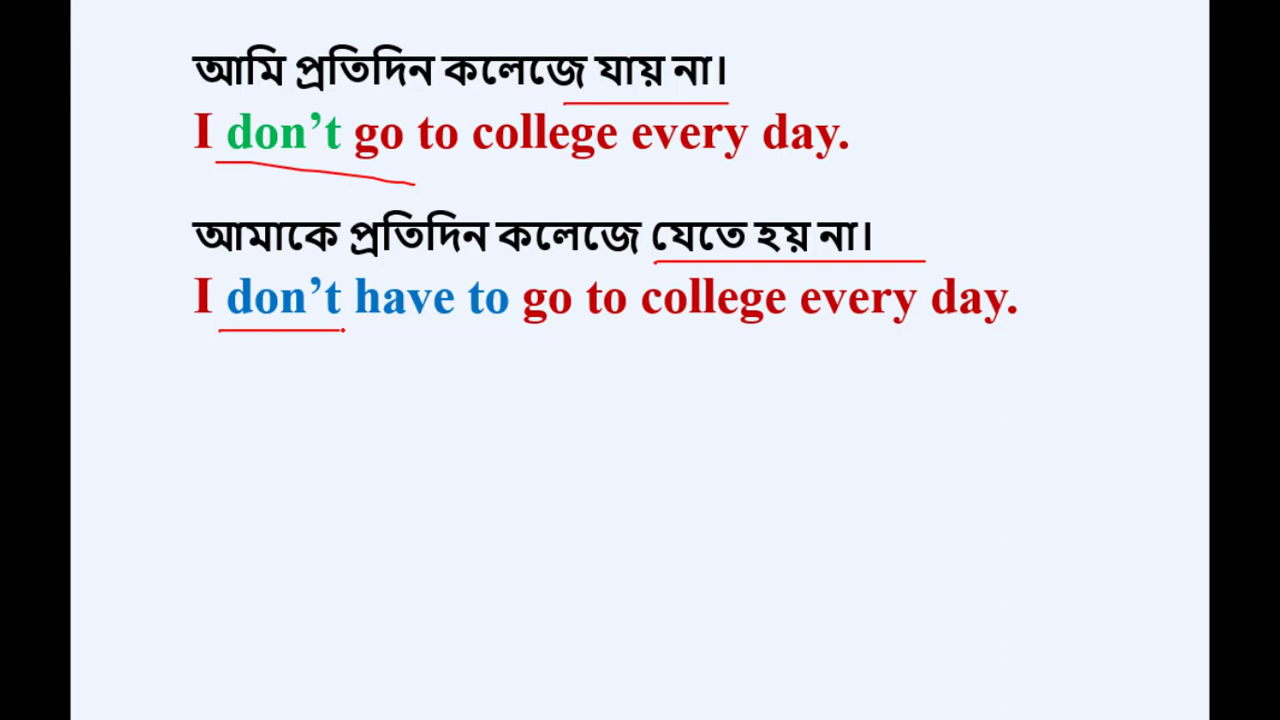 আমি প্রতিদিন কলেজে যায় না।
I don’t go to college every day.
আমাকে প্রতিদিন কলেজে যেতে হয় না।
I don’t have to go to college every day.